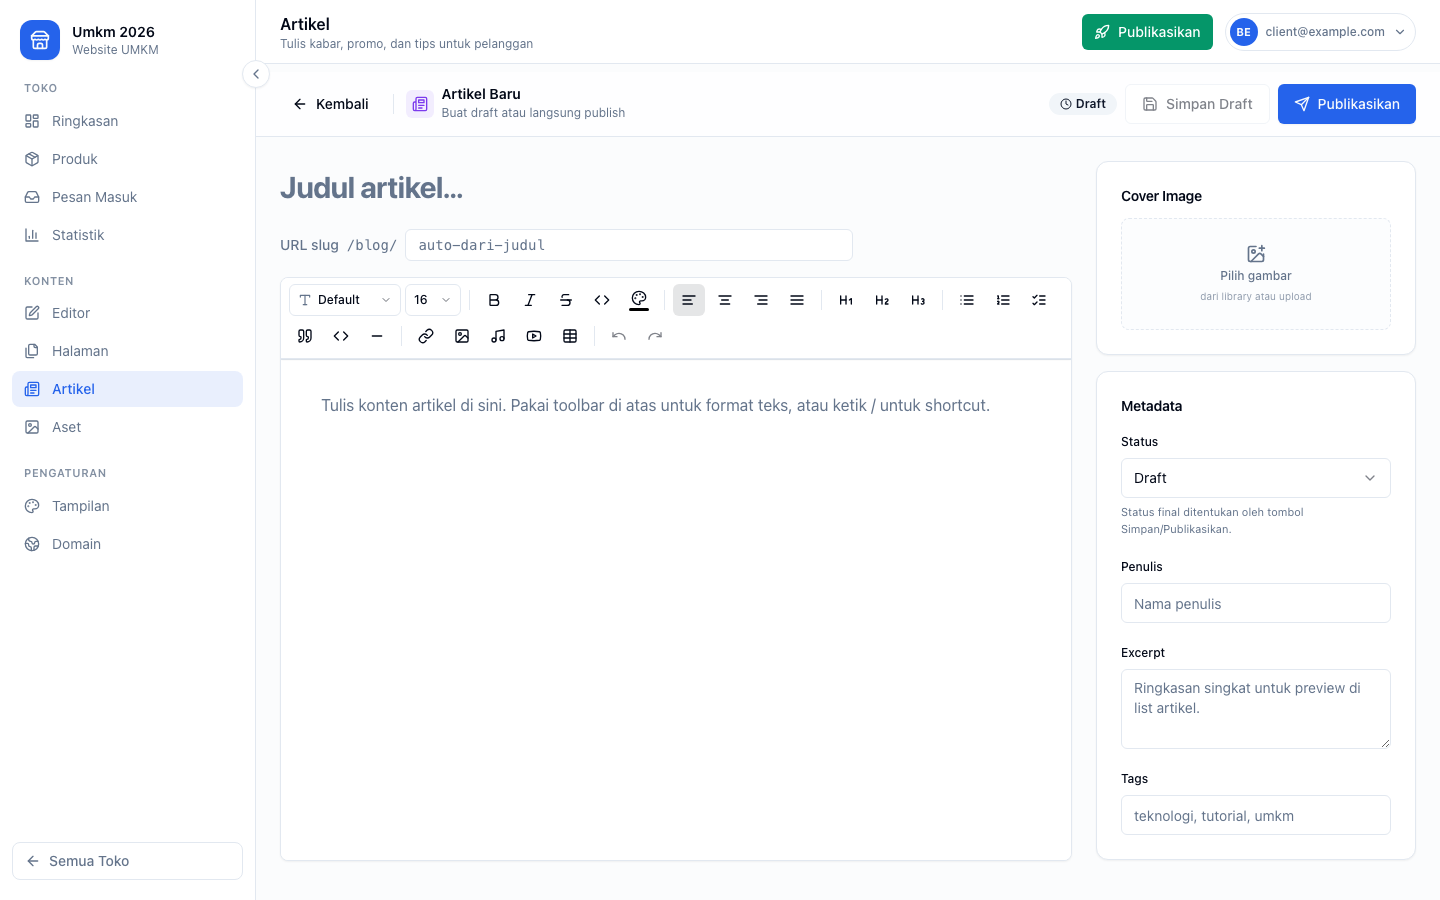 Umkm 2026
Website UMKM
TOKO
Ringkasan
Produk
Pesan Masuk
Statistik
KONTEN
Editor
Halaman
Artikel
Aset
PENGATURAN
Tampilan
Domain
Semua Toko
Artikel
Tulis kabar, promo, dan tips untuk pelanggan
Publikasikan
BE
client@example.com
Kembali
Artikel Baru
Buat draft atau langsung publish
Draft
Simpan Draft
Publikasikan
Judul artikel...
URL slug /blog/ auto-dari-judul
Default
16
H1
H2
H3
Tulis konten artikel di sini. Pakai toolbar di atas untuk format teks, atau ketik / untuk shortcut.
Cover Image
Pilih gambar
dari library atau upload
Metadata
Status
Draft
Status final ditentukan oleh tombol
Simpan/Publikasikan.
Penulis
Nama penulis
Excerpt
Ringkasan singkat untuk preview di
list artikel.
Tags
teknologi, tutorial, umkm